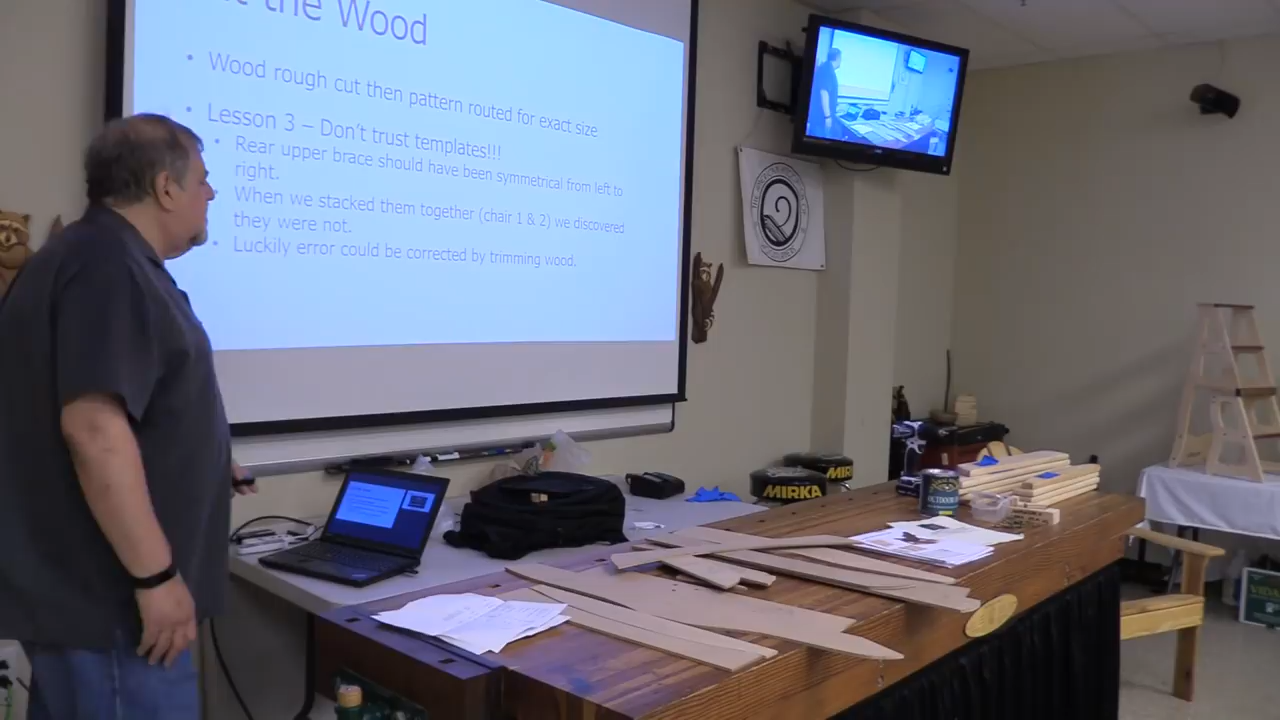 the Wood
• Wood rough cut then pattern routed for exact size
• Lesson 3 – Don't trust templates!!!
• Rear upper brace should have been symmetrical from left to
right.
When we stacked them together (chair 1 & 2) we discovered
they were not.
• Luckily error could be corrected by trimming wood.
MIRKA
MIRKA